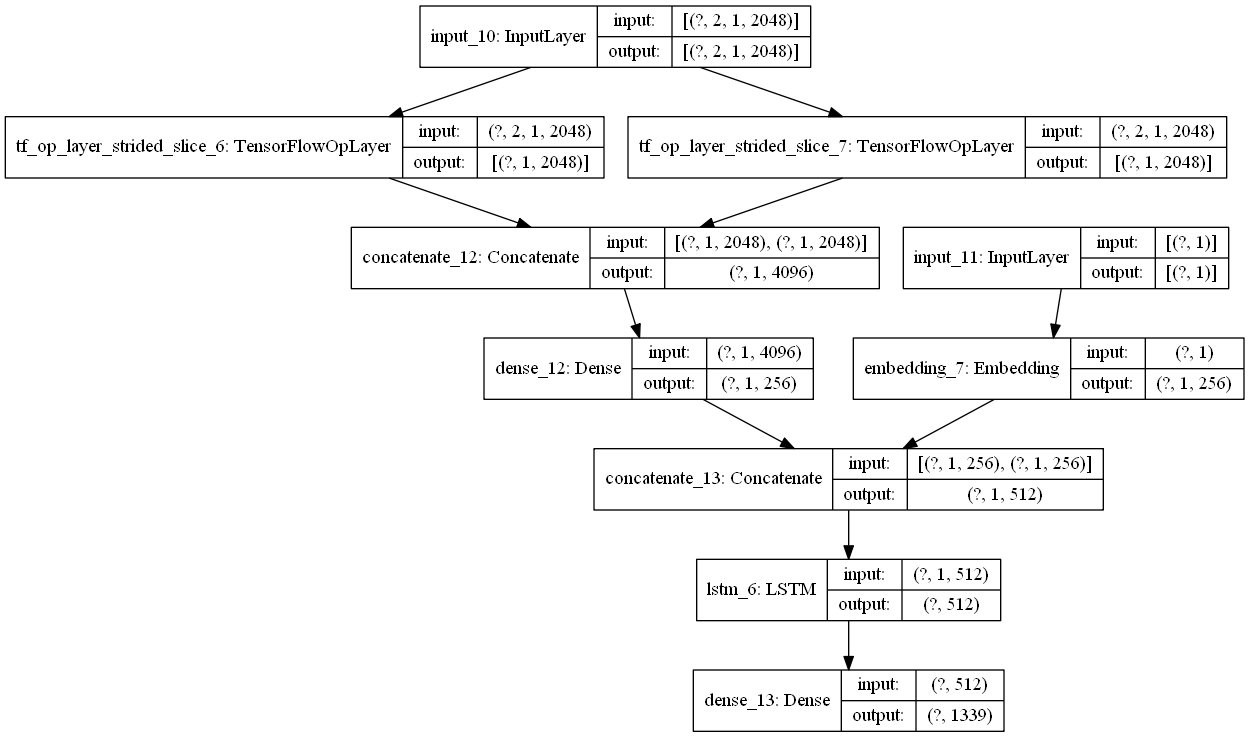 input_10: InputLayer
input: [(?, 2, 1, 2048)]
output: [(?, 2, 1, 2048)]
tf_op_layer_strided_slice_6: TensorFlowOpLayer
input: (?, 2, 1, 2048)
output: [(?, 1, 2048)]
tf_op_layer_strided_slice_7: TensorFlowOpLayer
input: (?, 2, 1, 2048)
output: [(?, 1, 2048)]
concatenate_12: Concatenate
input: [(?, 1, 2048), (?, 1, 2048)]
output: (?, 1, 4096)
input_11: InputLayer
input: [(?, 1)]
output: [(?, 1)]
dense_12: Dense
input: (?, 1, 4096)
output: (?, 1, 256)
embedding_7: Embedding
input: (?, 1)
output: (?, 1, 256)
concatenate_13: Concatenate
input: [(?, 1, 256), (?, 1, 256)]
output: (?, 1, 512)
lstm_6: LSTM
input: (?, 1, 512)
output: (?, 512)
dense_13: Dense
input: (?, 512)
output: (?, 1339)